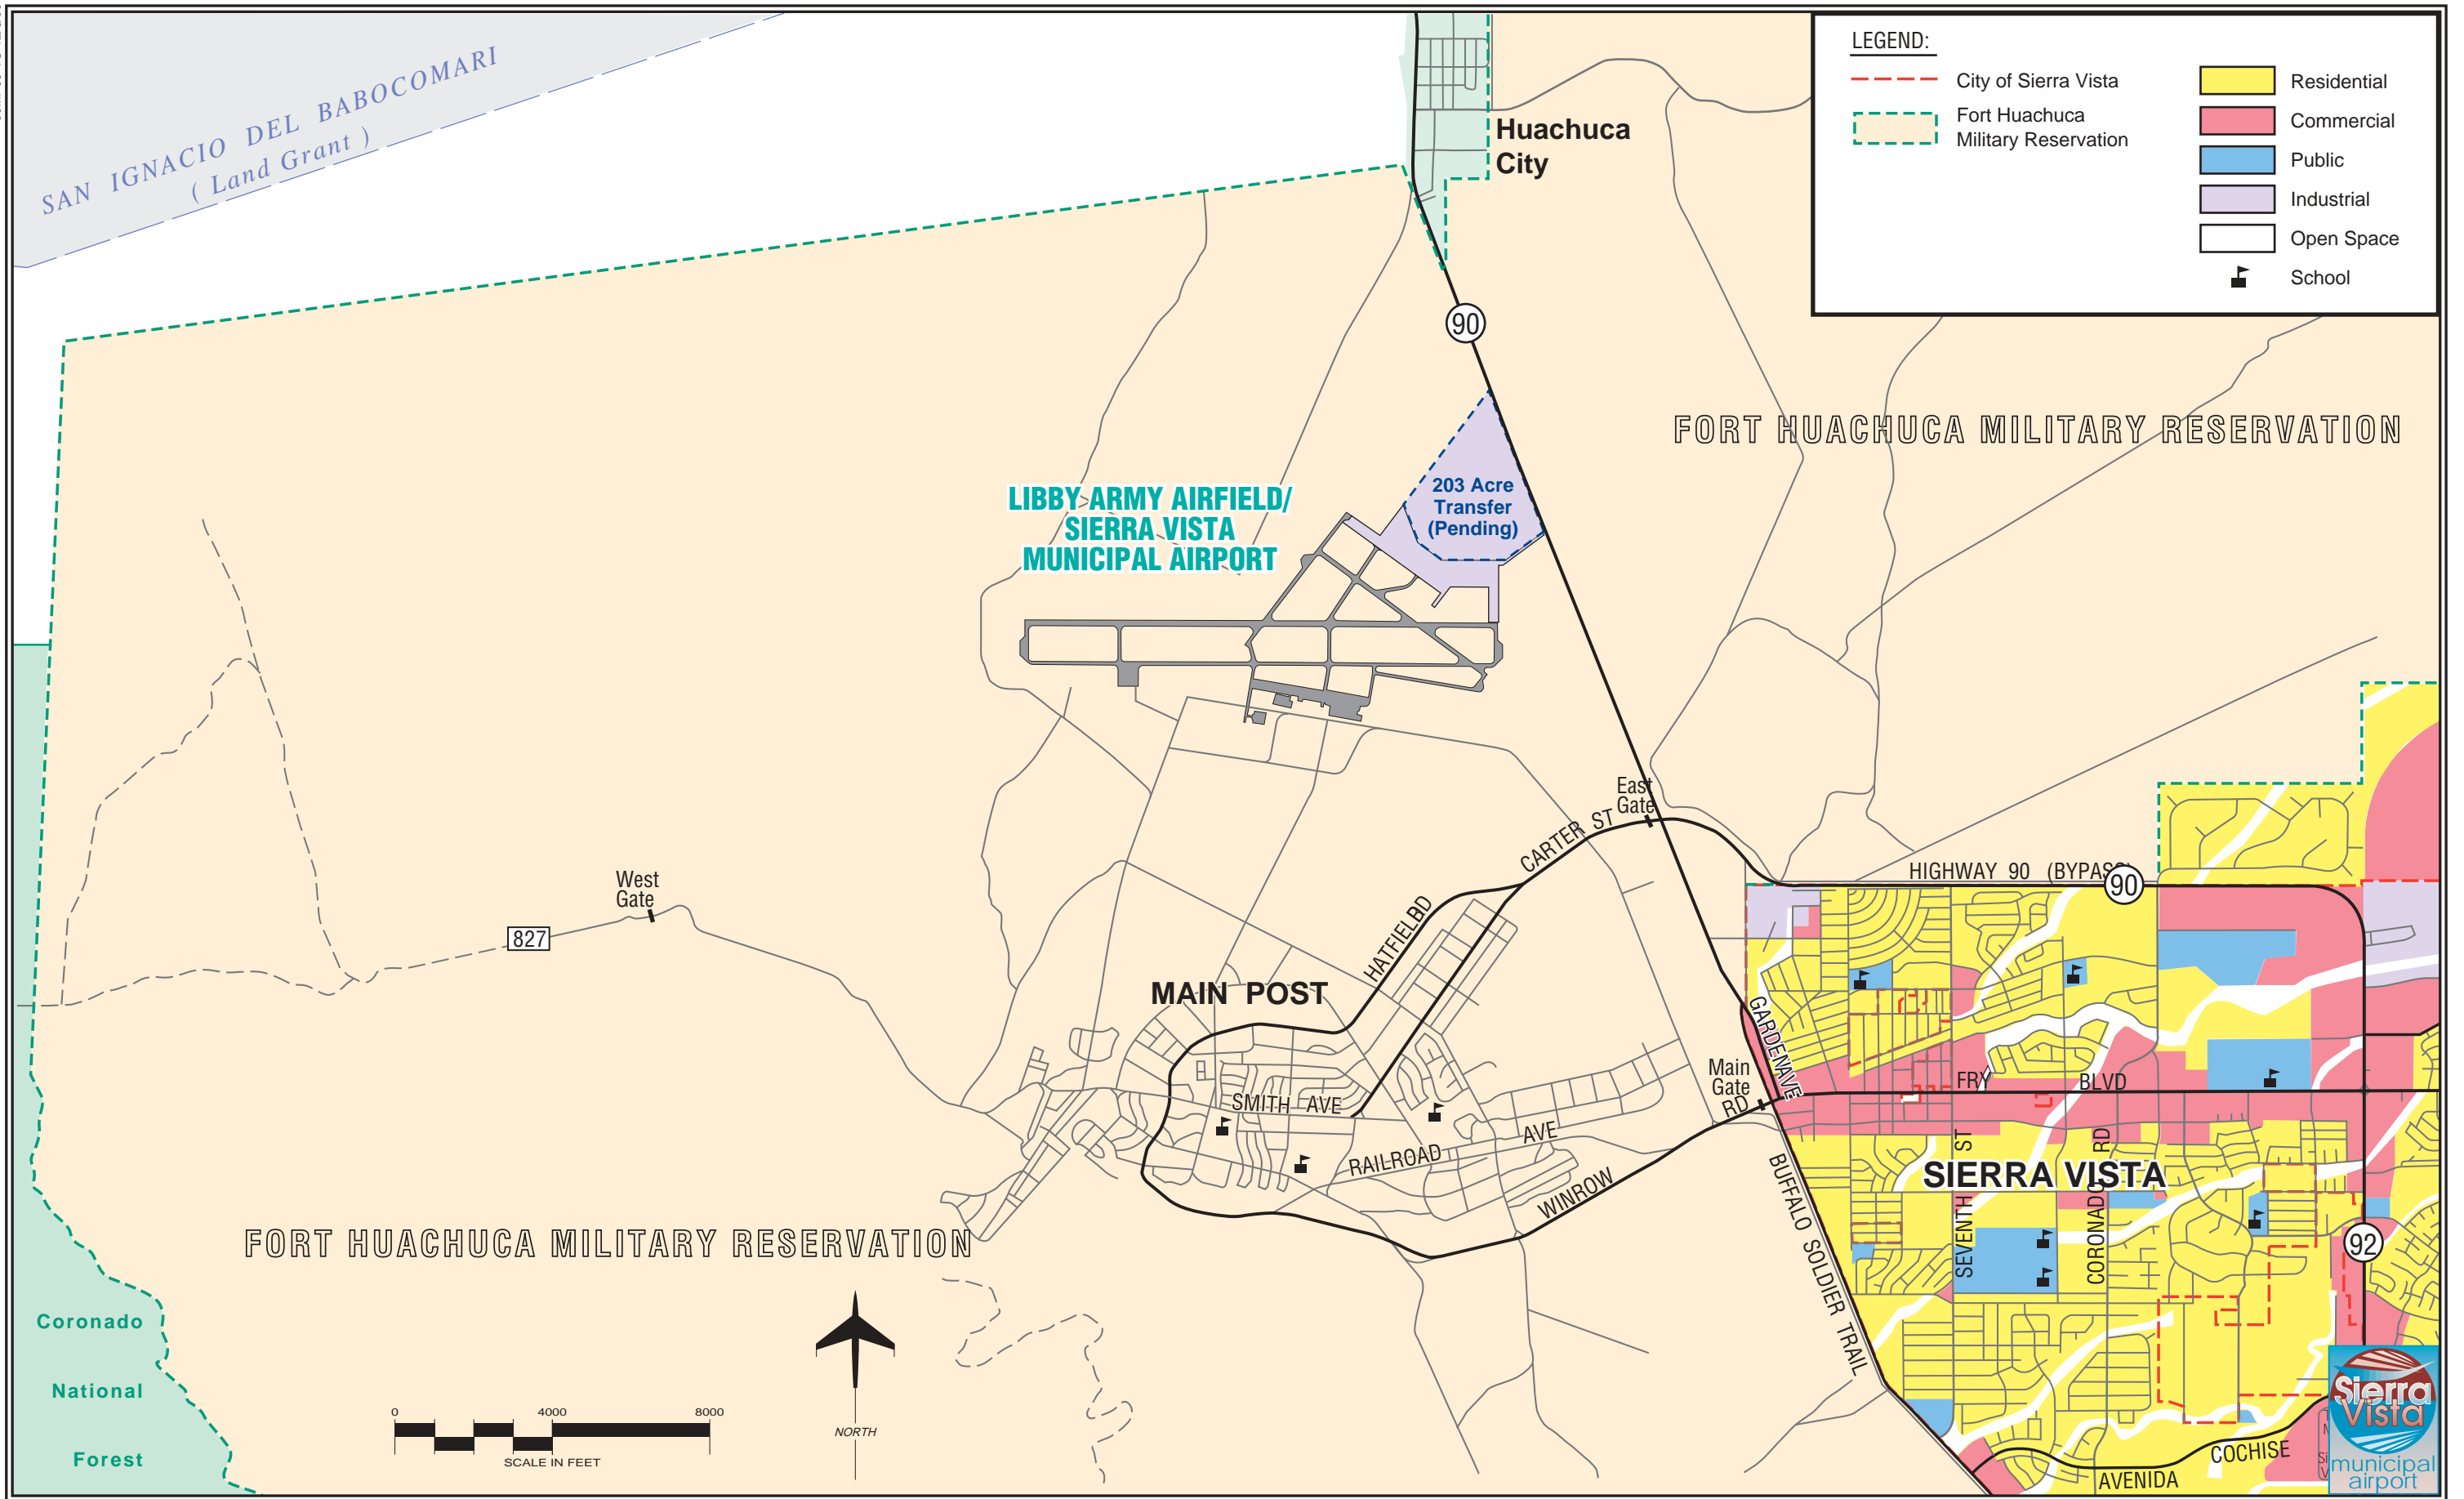 SAN IGNACIO DEL BABOCOMARI
( Land Grant )
Huachuca
City
LEGEND:
City of Sierra Vista
Fort Huachuca
Military Reservation
Residential
Commercial
Public
Industrial
Open Space
School
90
FORT HUACHUCA MILITARY RESERVATION
203 Acre
Transfer
(Pending)
LIBBY ARMY AIRFIELD/
SIERRA VISTA
MUNICIPAL AIRPORT
East
Gate
CARTER ST
HIGHWAY 90 (BYPASS)
90
West
Gate
827
HATFIELD
RD
MAIN POST
GARDEN AVE
Main
Gate
RD
FRY BLVD
SMITH AVE
RAILROAD AVE
WINROW
SIERRA VISTA
SEVENTH ST
CORONADO RD
BUFFALO SOLDIER TRAIL
92
FORT HUACHUCA MILITARY RESERVATION
Coronado
National
Forest
0 4000 8000
SCALE IN FEET
NORTH
AVENIDA
COCHISE
Sierra
Vista
municipal
airport